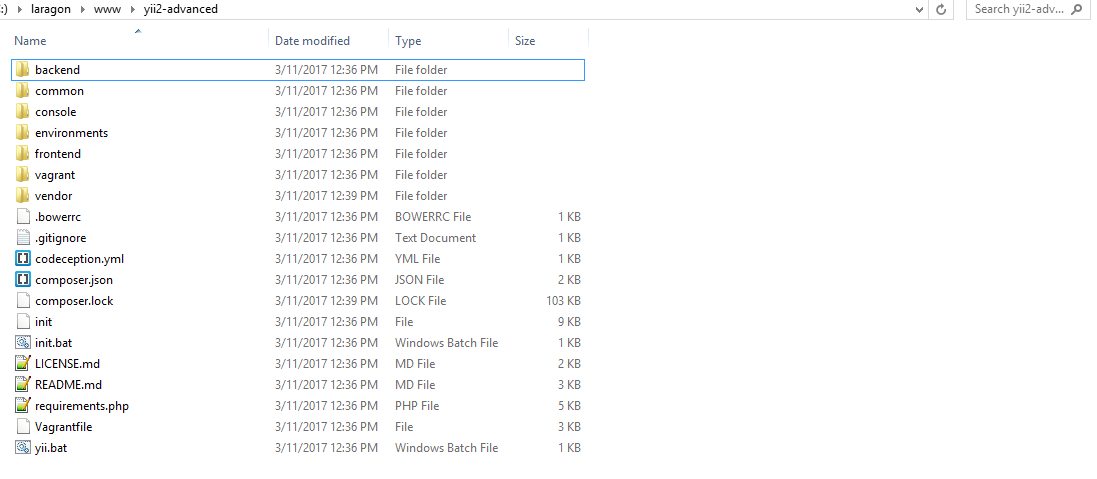 :) › laragon › www › yii2-advanced Search yii2-adv...
Name Date modified Type Size
backend 3/11/2017 12:36 PM File folder
common 3/11/2017 12:36 PM File folder
console 3/11/2017 12:36 PM File folder
environments 3/11/2017 12:36 PM File folder
frontend 3/11/2017 12:36 PM File folder
vagrant 3/11/2017 12:36 PM File folder
vendor 3/11/2017 12:39 PM File folder
.bowerrc 3/11/2017 12:36 PM BOWERRC File 1 KB
.gitignore 3/11/2017 12:36 PM Text Document 1 KB
codeception.yml 3/11/2017 12:36 PM YML File 1 KB
composer.json 3/11/2017 12:36 PM JSON File 2 KB
composer.lock 3/11/2017 12:39 PM LOCK File 103 KB
init 3/11/2017 12:36 PM File 9 KB
init.bat 3/11/2017 12:36 PM Windows Batch File 1 KB
LICENSE.md 3/11/2017 12:36 PM MD File 2 KB
README.md 3/11/2017 12:36 PM MD File 3 KB
requirements.php 3/11/2017 12:36 PM PHP File 5 KB
Vagrantfile 3/11/2017 12:36 PM File 3 KB
yii.bat 3/11/2017 12:36 PM Windows Batch File 1 KB